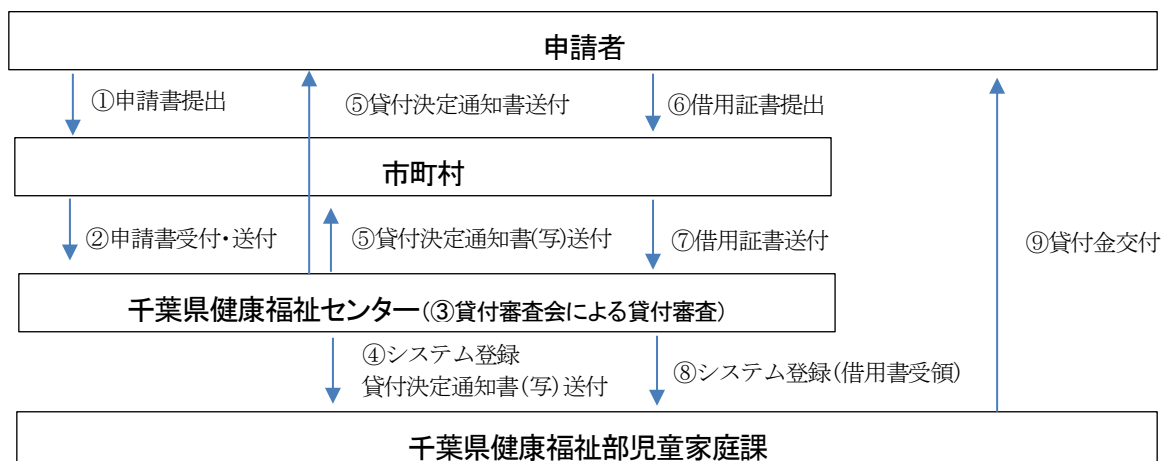 申請者
①申請書提出
⑤貸付決定通知書送付
⑥借用証書提出
市町村
②申請書受付・送付
⑤貸付決定通知書(写)送付
⑦借用証書送付
⑨貸付金交付
千葉県健康福祉センター(③貸付審査会による貸付審査)
④システム登録
貸付決定通知書(写)送付
⑧システム登録(借用書受領)
千葉県健康福祉部児童家庭課